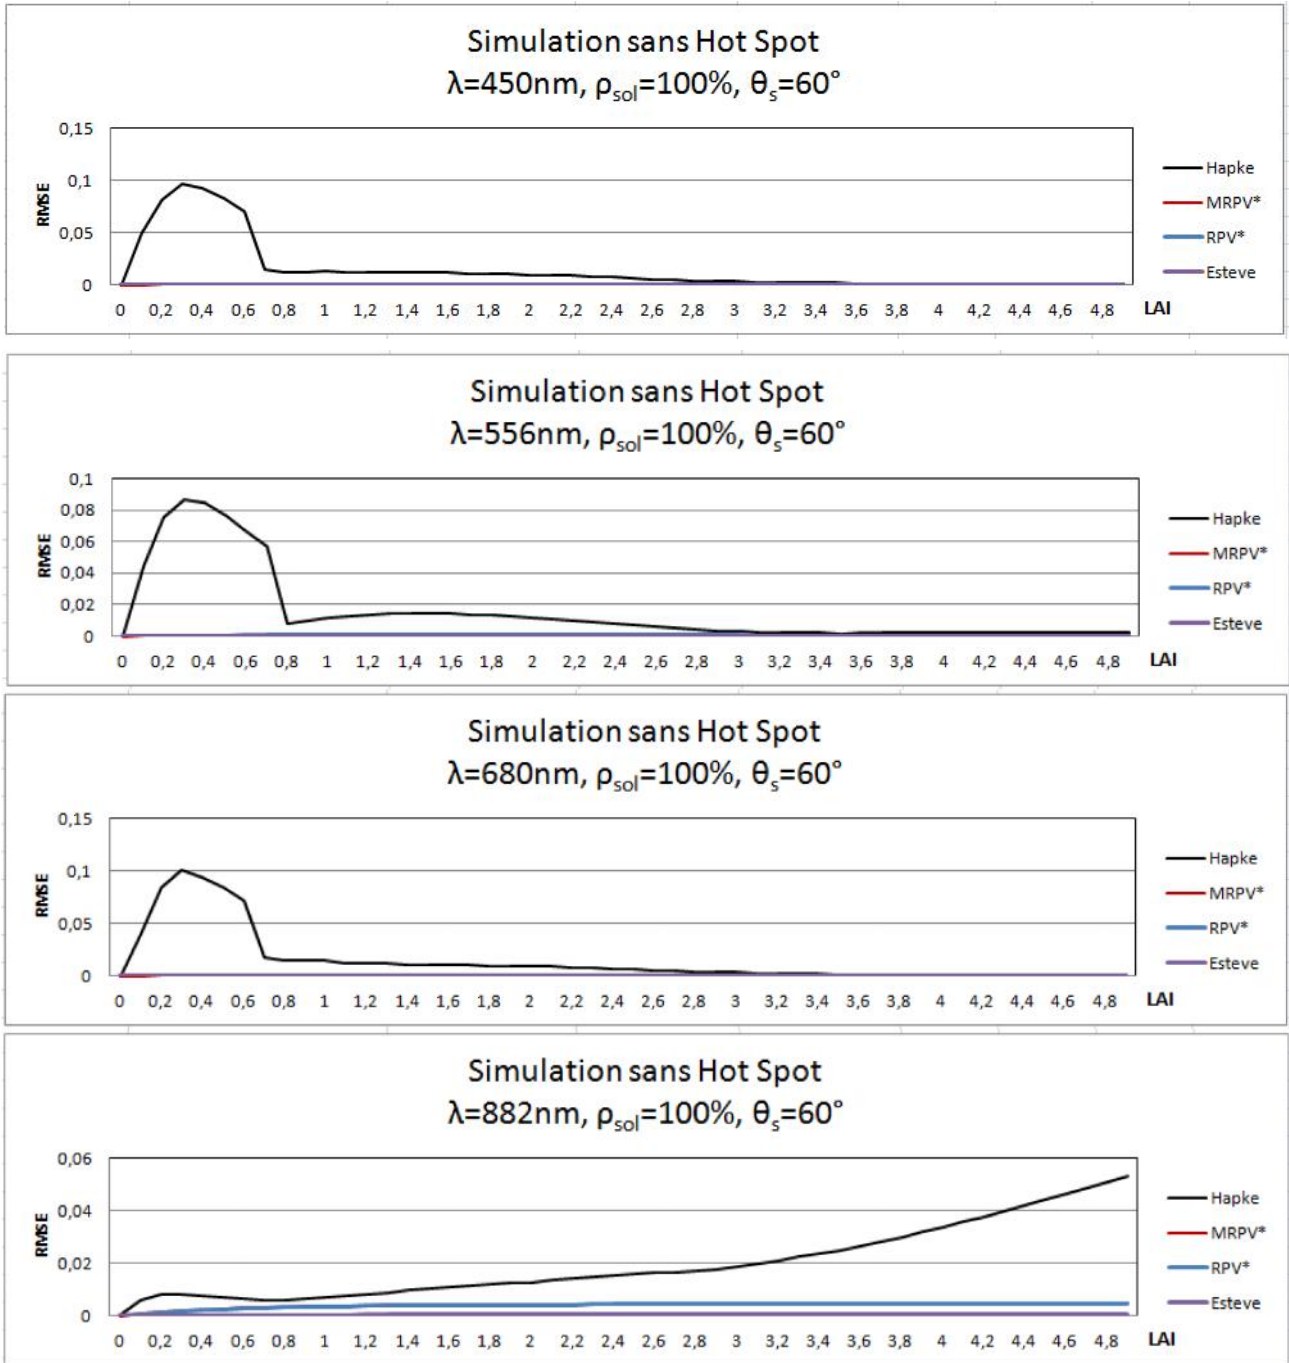 Simulation sans Hot Spot
λ=450nm, ρsol=100%, θs=60°
0,15
0,1
0,05
0
RMSE
0 0,2 0,4 0,6 0,8 1 1,2 1,4 1,6 1,8 2 2,2 2,4 2,6 2,8 3 3,2 3,4 3,6 3,8 4 4,2 4,4 4,6 4,8 LAI
Hapke
MRPV*
RPV*
Esteve
Simulation sans Hot Spot
λ=556nm, ρsol=100%, θs=60°
0,1
0,08
0,06
0,04
0,02
0
RMSE
0 0,2 0,4 0,6 0,8 1 1,2 1,4 1,6 1,8 2 2,2 2,4 2,6 2,8 3 3,2 3,4 3,6 3,8 4 4,2 4,4 4,6 4,8 LAI
Hapke
MRPV*
RPV*
Esteve
Simulation sans Hot Spot
λ=680nm, ρsol=100%, θs=60°
0,15
0,1
0,05
0
RMSE
0 0,2 0,4 0,6 0,8 1 1,2 1,4 1,6 1,8 2 2,2 2,4 2,6 2,8 3 3,2 3,4 3,6 3,8 4 4,2 4,4 4,6 4,8 LAI
Hapke
MRPV*
RPV*
Esteve
Simulation sans Hot Spot
λ=882nm, ρsol=100%, θs=60°
0,06
0,04
0,02
0
RMSE
0 0,2 0,4 0,6 0,8 1 1,2 1,4 1,6 1,8 2 2,2 2,4 2,6 2,8 3 3,2 3,4 3,6 3,8 4 4,2 4,4 4,6 4,8 LAI
Hapke
MRPV*
RPV*
Esteve